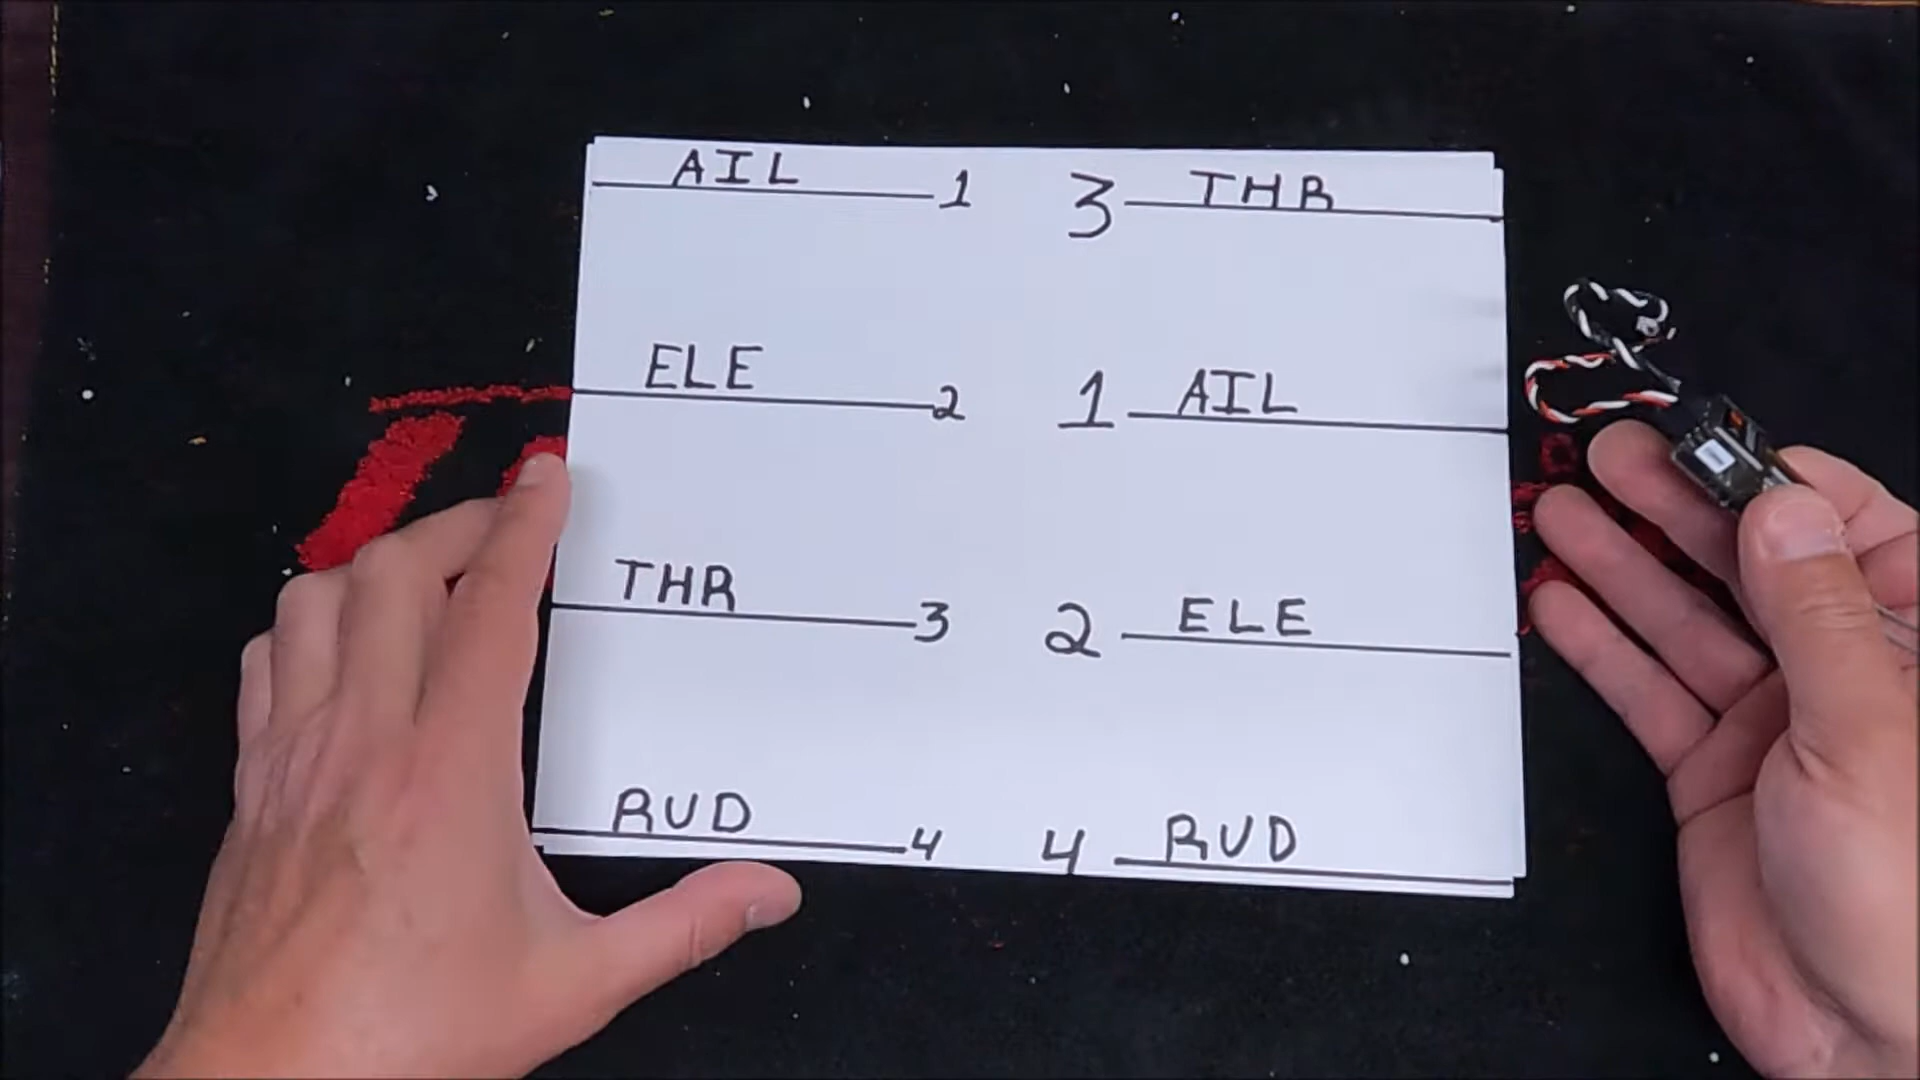 AIL 1
ELE 2
THR 3
RUD 4
3 THR
1 AIL
2 ELE
4 RUD